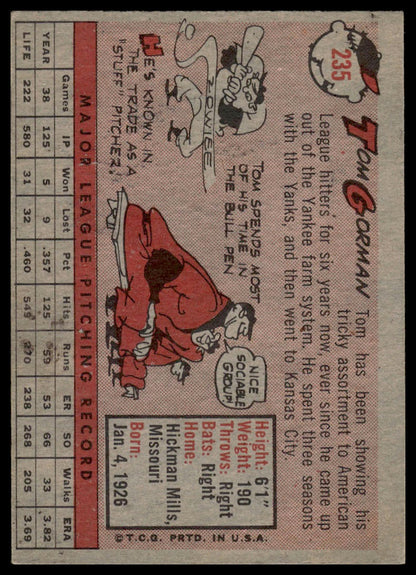 235
TOM GORMAN
Tom has been showing his
tricky assortment to American
League hitters for six years now ever since he came up
out of the Yankee farm system. He spent three seasons
with the Yanks, and then went to Kansas City.
ZOWIE
HE'S KNOWN IN
THE TRADE AS A
"STUFF" PITCHER!
TOM SPENDS MOST
OF HIS TIME IN
THE BULL PEN
NICE
SOCIABLE
GROUP!
Height: 6'1"
Weight: 190
Throws: Right
Bats: Right
Home:
Hickman Mills,
Missouri
Born:
Jan. 4, 1926
MAJOR LEAGUE PITCHING RECORD
Games IP Won Lost Pct Hits Runs ER SO Walks ERA
YEAR 38 125 5 9 .357 125 59 53 66 33 3.82
LIFE 222 580 31 32 .460 549 270 238 268 205 3.69
© T.C.G. PRTD. IN U.S.A.